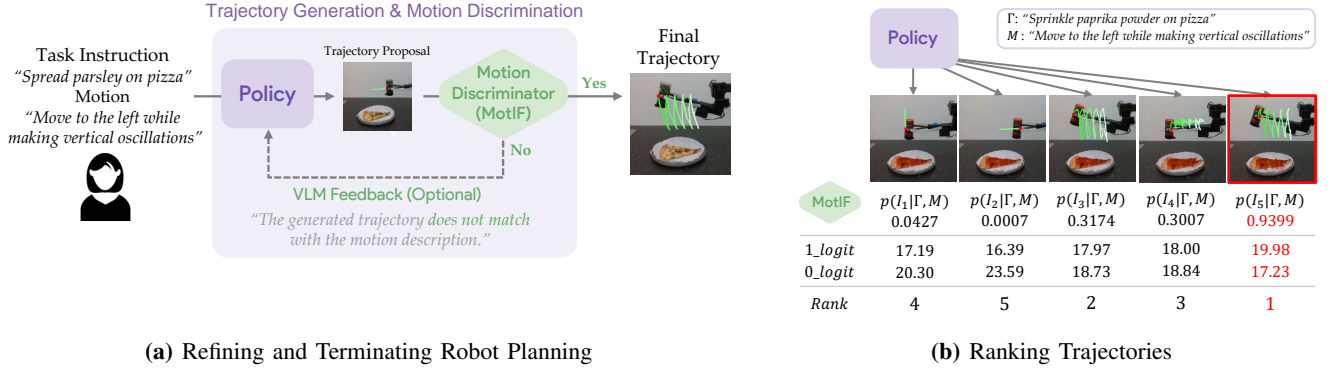 Trajectory Generation & Motion Discrimination
Task Instruction
“Spread parsley on pizza”
Motion
“Move to the left while
making vertical oscillations”
Policy
Trajectory Proposal
Motion
Discriminator
(MotIF)
Yes
No
Final
Trajectory
VLM Feedback (Optional)
“The generated trajectory does not match
with the motion description.”
(a) Refining and Terminating Robot Planning
Policy
Γ: “Sprinkle paprika powder on pizza”
M : “Move to the left while making vertical oscillations”
MotIF p(I₁|Γ, M) p(I₂|Γ, M) p(I₃|Γ, M) p(I₄|Γ, M) p(I₅|Γ, M)
0.0427 0.0007 0.3174 0.3007 0.9399
1_logit 17.19 16.39 17.97 18.00 19.98
0_logit 20.30 23.59 18.73 18.84 17.23
Rank 4 5 2 3 1
(b) Ranking Trajectories